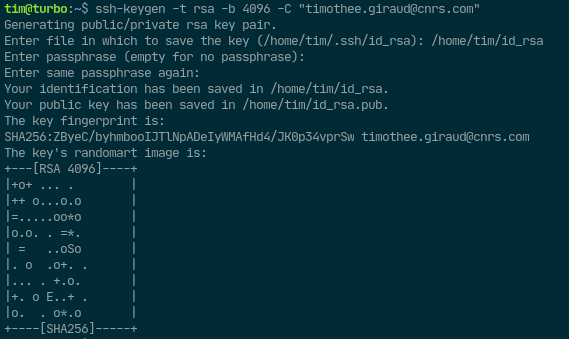 tim@turbo:~$ ssh-keygen -t rsa -b 4096 -C "timothee.giraud@cnrs.com"
Generating public/private rsa key pair.
Enter file in which to save the key (/home/tim/.ssh/id_rsa): /home/tim/id_rsa
Enter passphrase (empty for no passphrase):
Enter same passphrase again:
Your identification has been saved in /home/tim/id_rsa.
Your public key has been saved in /home/tim/id_rsa.pub.
The key fingerprint is:
SHA256:ZByeC/byhmbooIJTlNpADeIyWMAfHd4/JK0p34vprSw timothee.giraud@cnrs.com
The key's randomart image is:
+---[RSA 4096]----+
|+o+ ... .        |
|++ o...o.o       |
|=.....oo*o       |
|o.o. . =*.       |
| =   ..oSo       |
|. o  .o+. .      |
|... . +.o.       |
|+. o E..+ .      |
|o.  . o*.o       |
+----[SHA256]-----+